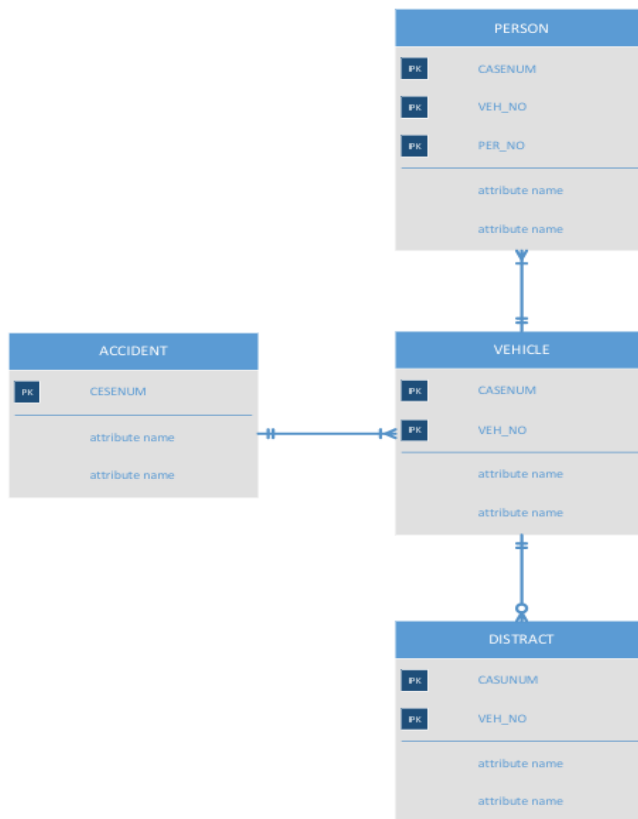 PERSON
PK CASENUM
PK VEH_NO
PK PER_NO
attribute name
attribute name
ACCIDENT
PK CESENUM
attribute name
attribute name
VEHICLE
PK CASENUM
PK VEH_NO
attribute name
attribute name
DISTRACT
PK CASUNUM
PK VEH_NO
attribute name
attribute name